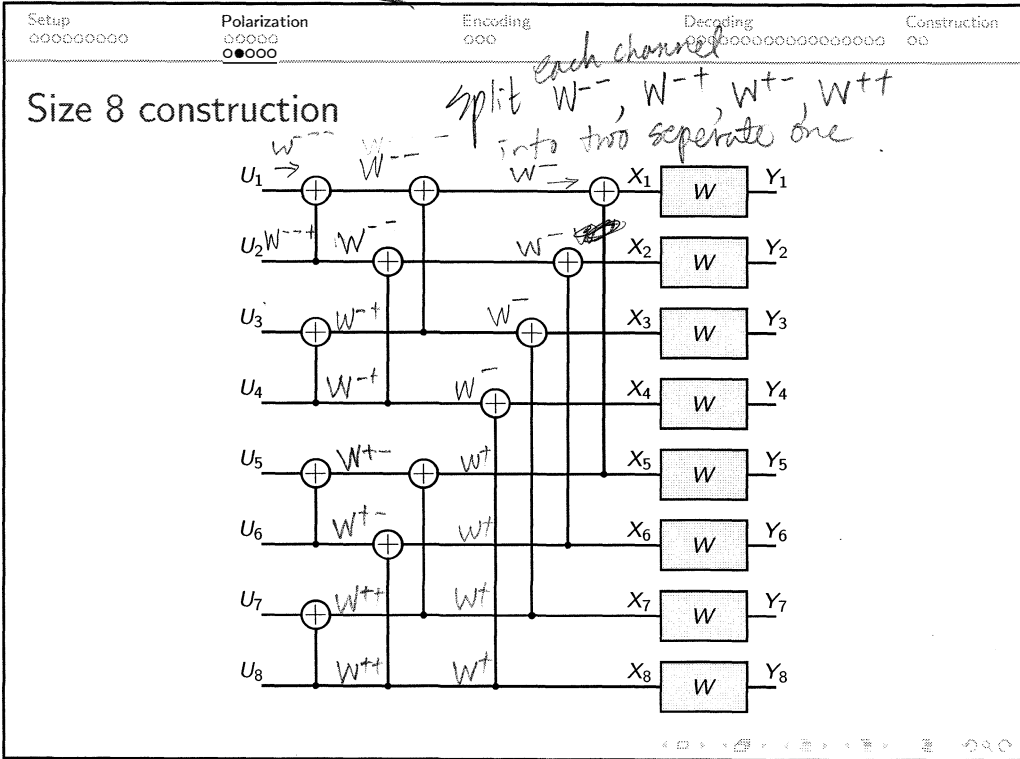 Setup Polarization Encoding Decoding Construction
Size 8 construction
split each channel W⁻⁻, W⁻⁺, W⁺⁻, W⁺⁺
into two seperate one.
W⁻⁻⁻ W⁻⁻ W⁻
U₁ X₁ W Y₁
U₂ W⁻⁻⁺ W⁻⁻ W⁻ X₂ W Y₂
U₃ W⁻⁺ W⁻ X₃ W Y₃
U₄ W⁻⁺ W⁻ X₄ W Y₄
U₅ W⁺⁻ W⁺ X₅ W Y₅
U₆ W⁺⁻ W⁺ X₆ W Y₆
U₇ W⁺⁺ W⁺ X₇ W Y₇
U₈ W⁺⁺ W⁺ X₈ W Y₈